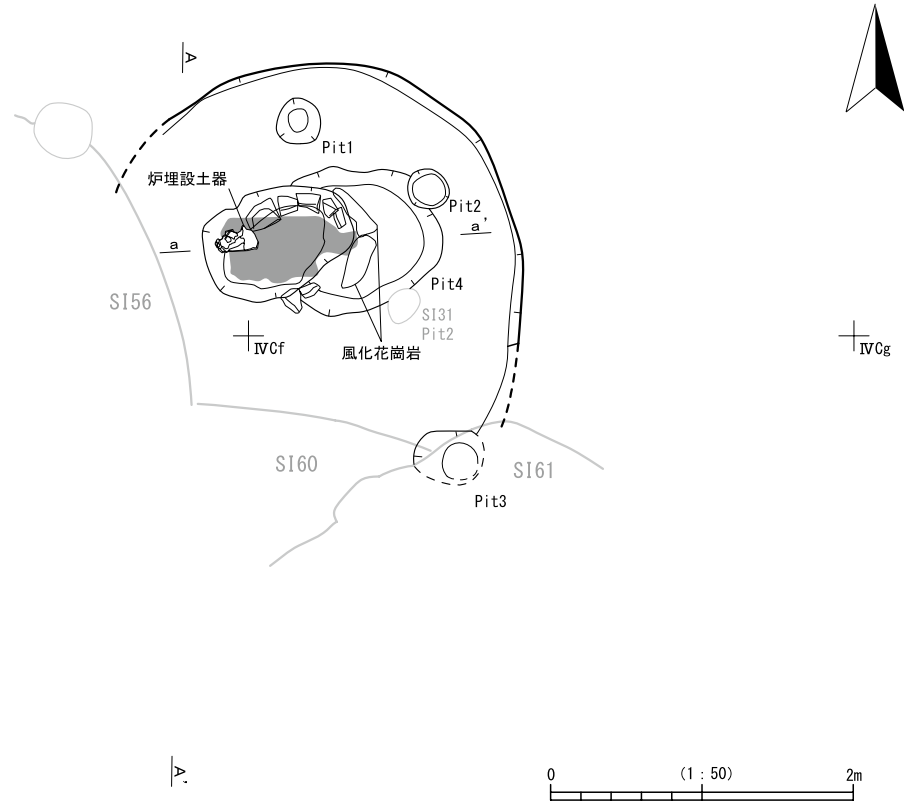 A
Pit1
炉埋設土器
Pit2
a
a'
Pit4
SI56
SI31
Pit2
ⅣCf
風化花崗岩
ⅣCg
SI60
SI61
Pit3
A'
0 (1：50) 2m